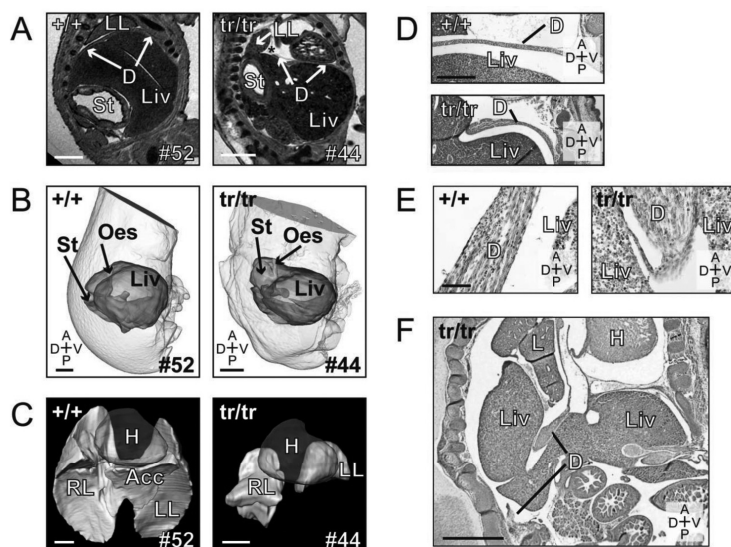 A
+/+
LL
D
St
Liv
#52
tr/tr
LL
*
D
St
Liv
#44
B
+/+
St
Oes
Liv
A
D V
P
#52
tr/tr
St
Oes
Liv
A
D V
P
#44
C
+/+
H
Acc
RL
LL
#52
tr/tr
H
LL
RL
#44
D
+/+
D
Liv
A
D V
P
tr/tr
D
Liv
A
D V
P
E
+/+
D
Liv
A
D V
P
tr/tr
D
Liv
Liv
A
D V
P
F
tr/tr
L
H
Liv
Liv
D
A
D V
P